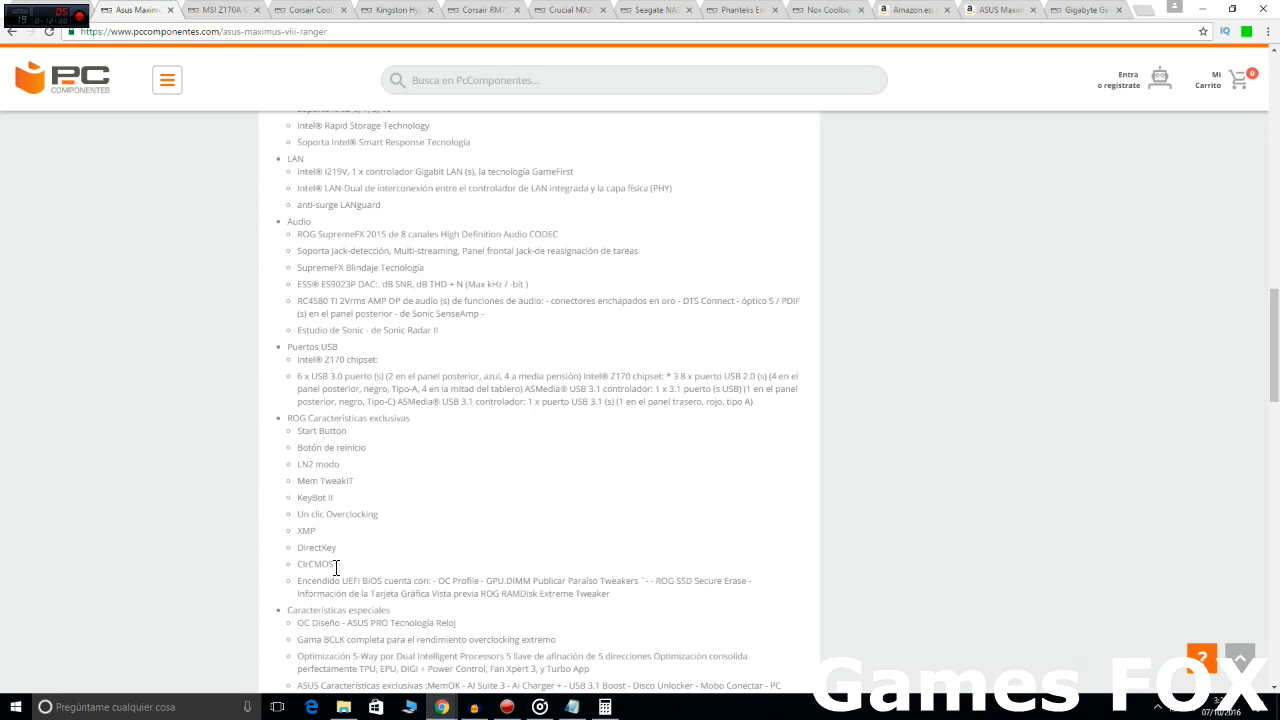 05
19
0-12-30
Asus Maximu
MSI Z170A G
Corsair Coolin
Kingston Hyp
RMT
Crucial MX30
Seagate NAS
Nox Coolbay
Amazon.es
ASUS Maxim
Gigabyte GeF
https://www.pccomponentes.com/asus-maximus-viii-ranger
IQ
PC
COMPONENTES
Busca en PcComponentes...
Entra
o regístrate
Mi
Carrito
0
Intel® Rapid Storage Technology
Soporta Intel® Smart Response Tecnología
LAN
Intel® I219V, 1 x controlador Gigabit LAN (s), la tecnología GameFirst
Intel® LAN-Dual de interconexión entre el controlador de LAN integrada y la capa física (PHY)
anti-surge LANguard
Audio
ROG SupremeFX 2015 de 8 canales High Definition Audio CODEC
Soporta Jack-detección, Multi-streaming, Panel frontal Jack-de reasignación de tareas
SupremeFX Blindaje Tecnología
ESS® ES9023P DAC:. dB SNR, dB THD + N (Max kHz / -bit )
RC4580 TI 2Vrms AMP OP de audio (s) de funciones de audio: - conectores enchapados en oro - DTS Connect - óptico S / PDIF
(s) en el panel posterior - de Sonic SenseAmp -
Estudio de Sonic - de Sonic Radar II
Puertos USB
Intel® Z170 chipset:
6 x USB 3.0 puerto (s) (2 en el panel posterior, azul, 4 a media pensión) Intel® Z170 chipset: * 3 8 x puerto USB 2.0 (s) (4 en el
panel posterior, negro, Tipo-A, 4 en la mitad del tablero) ASMedia® USB 3.1 controlador: 1 x 3.1 puerto (s USB) (1 en el panel
posterior, negro, Tipo-C) ASMedia® USB 3.1 controlador: 1 x puerto USB 3.1 (s) (1 en el panel trasero, rojo, tipo A)
ROG Características exclusivas
Start Button
Botón de reinicio
LN2 modo
Mem TweakIT
KeyBot II
Un clic Overclocking
XMP
DirectKey
ClrCMOS
Encendido UEFI BIOS cuenta con: - OC Profile - GPU.DIMM Publicar Paraíso Tweakers ´- - ROG SSD Secure Erase -
Información de la Tarjeta Gráfica Vista previa ROG RAMDisk Extreme Tweaker
Características especiales
OC Diseño - ASUS PRO Tecnología Reloj
Gama BCLK completa para el rendimiento overclocking extremo
Optimización 5-Way por Dual Intelligent Processors 5 llave de afinación de 5 direcciones Optimización consolida
perfectamente TPU, EPU, DIGI + Power Control, Fan Xpert 3, y Turbo App
ASUS Características exclusivas :MemOK - AI Suite 3 - Ai Charger + - USB 3.1 Boost - Disco Unlocker - Mobo Conectar - PC
?
Games FOX
Pregúntame cualquier cosa
07/10/2016